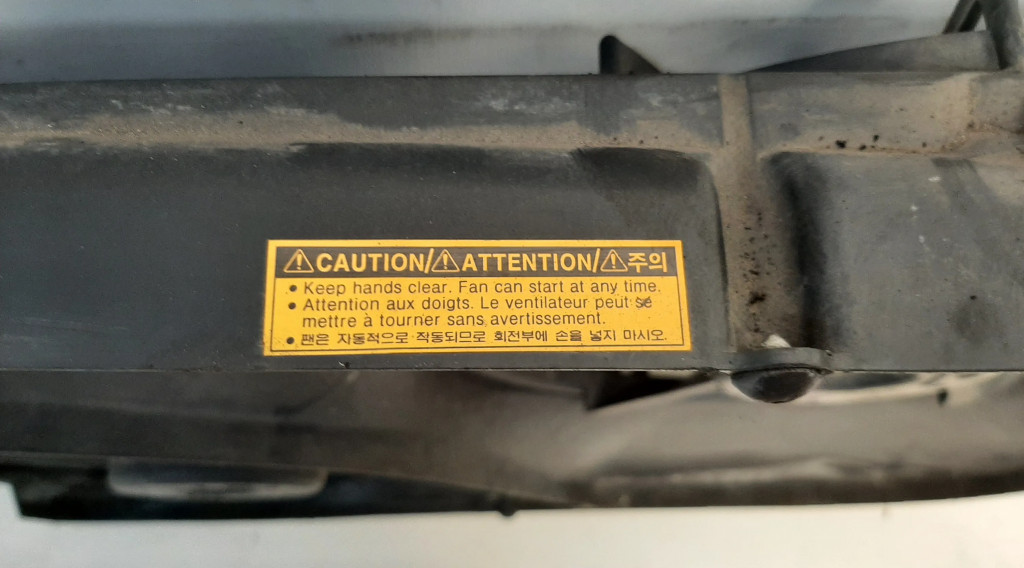 ⚠CAUTION/⚠ATTENTION/⚠주의
• Keep hands clear. Fan can start at any time.
• Attention aux doigts. Le ventilateur peut se
mettre à tourner sans avertissement.
• 팬은 자동적으로 작동되므로 회전부에 손을 넣지 마시오.